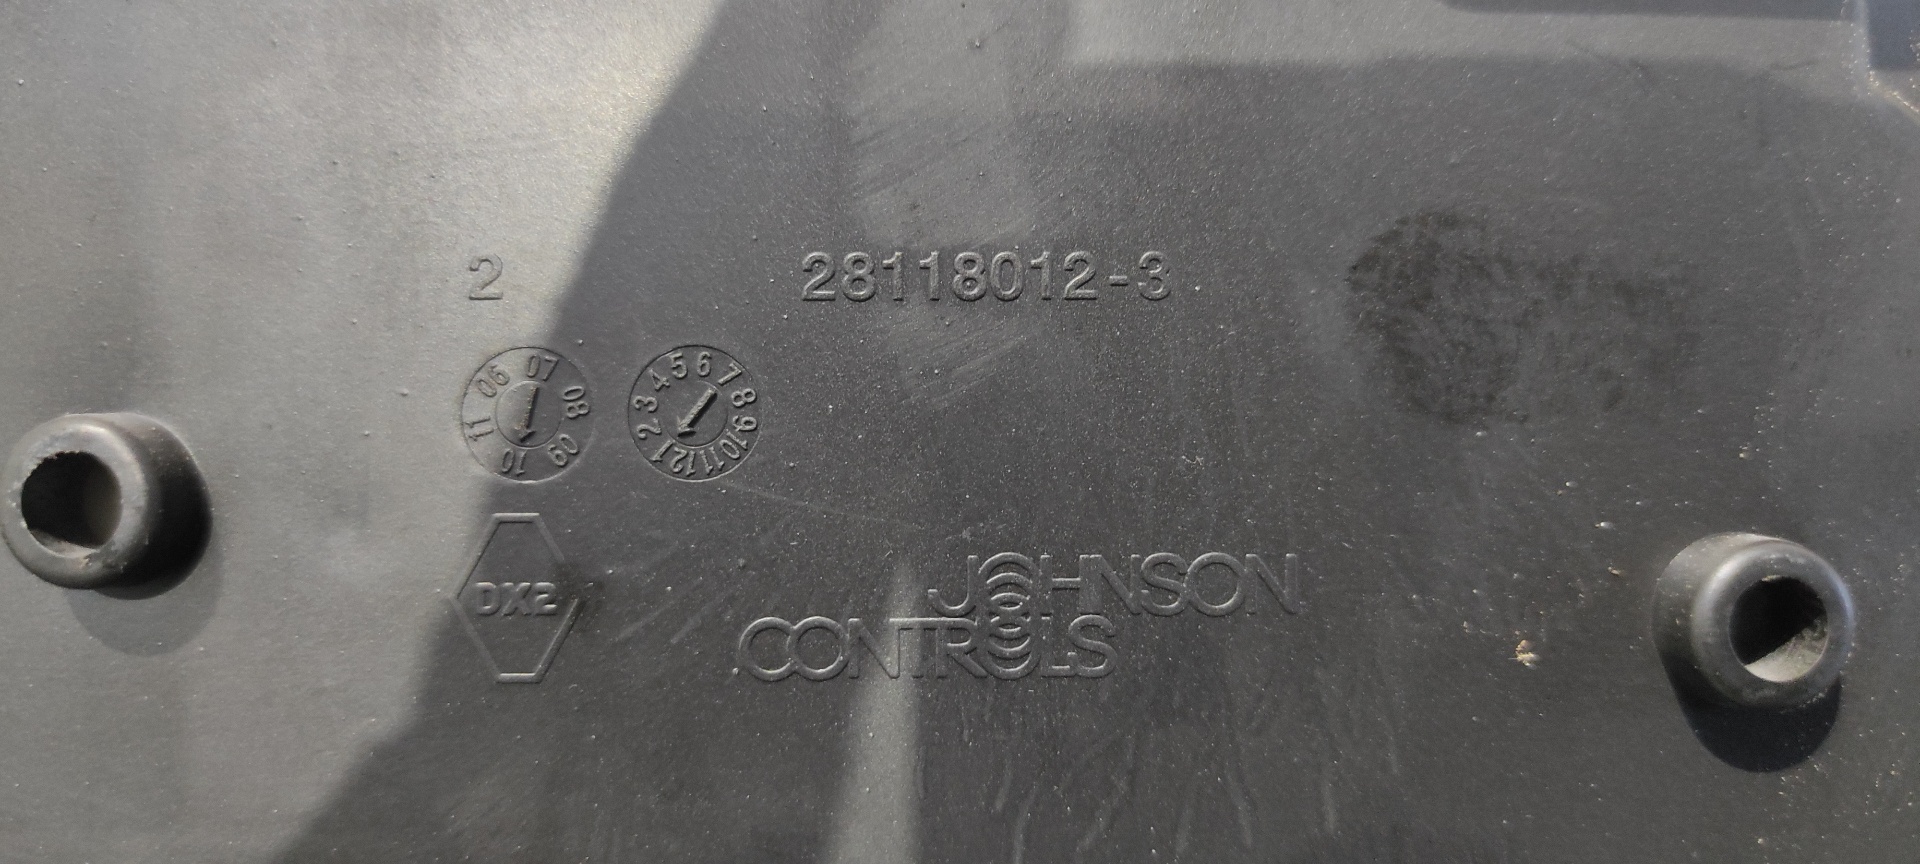 2 28118012-3
06 07 08 09 10 11
1 2 3 4 5 6 7 8 9 10 11 12
DX2
JOHNSON
CONTROLS